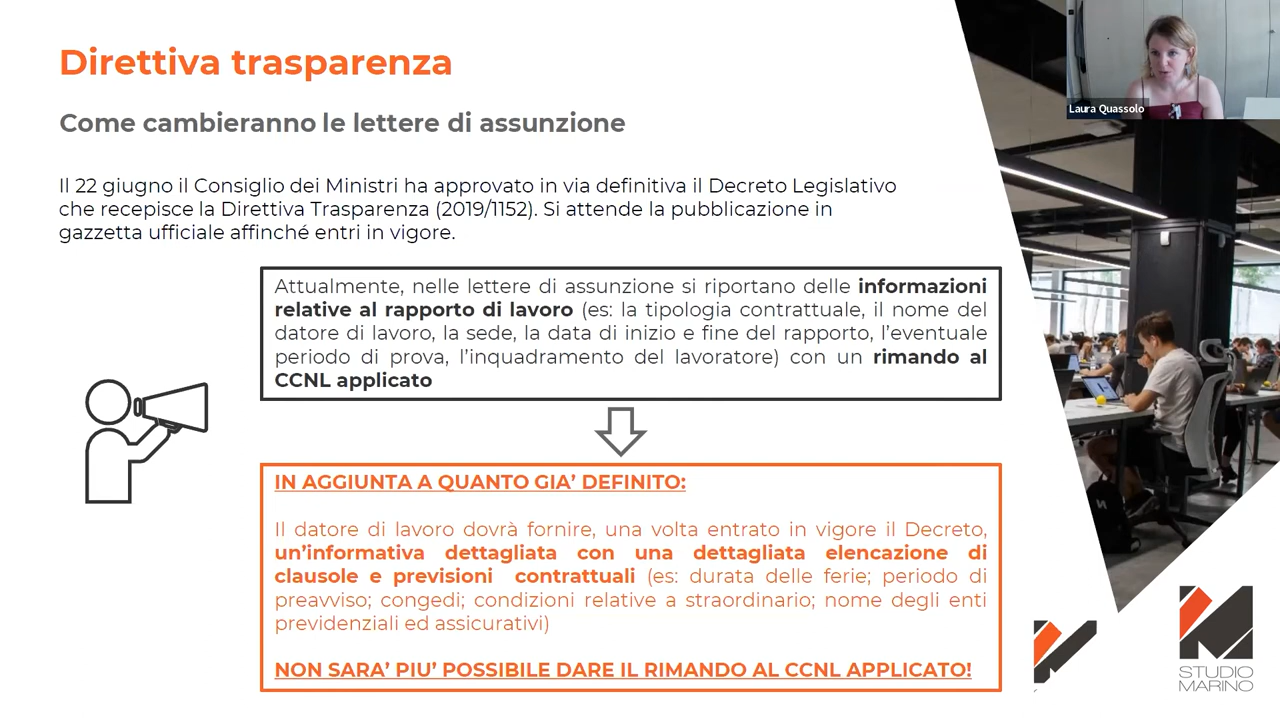 Direttiva trasparenza
Laura Quassolo
Come cambieranno le lettere di assunzione
Il 22 giugno il Consiglio dei Ministri ha approvato in via definitiva il Decreto Legislativo
che recepisce la Direttiva Trasparenza (2019/1152). Si attende la pubblicazione in
gazzetta ufficiale affinché entri in vigore.
Attualmente, nelle lettere di assunzione si riportano delle informazioni
relative al rapporto di lavoro (es: la tipologia contrattuale, il nome del
datore di lavoro, la sede, la data di inizio e fine del rapporto, l’eventuale
periodo di prova, l’inquadramento del lavoratore) con un rimando al
CCNL applicato
IN AGGIUNTA A QUANTO GIA’ DEFINITO:
Il datore di lavoro dovrà fornire, una volta entrato in vigore il Decreto,
un’informativa dettagliata con una dettagliata elencazione di
clausole e previsioni contrattuali (es: durata delle ferie; periodo di
preavviso; congedi; condizioni relative a straordinario; nome degli enti
previdenziali ed assicurativi)
NON SARA’ PIU’ POSSIBILE DARE IL RIMANDO AL CCNL APPLICATO!
STUDIO
MARINO